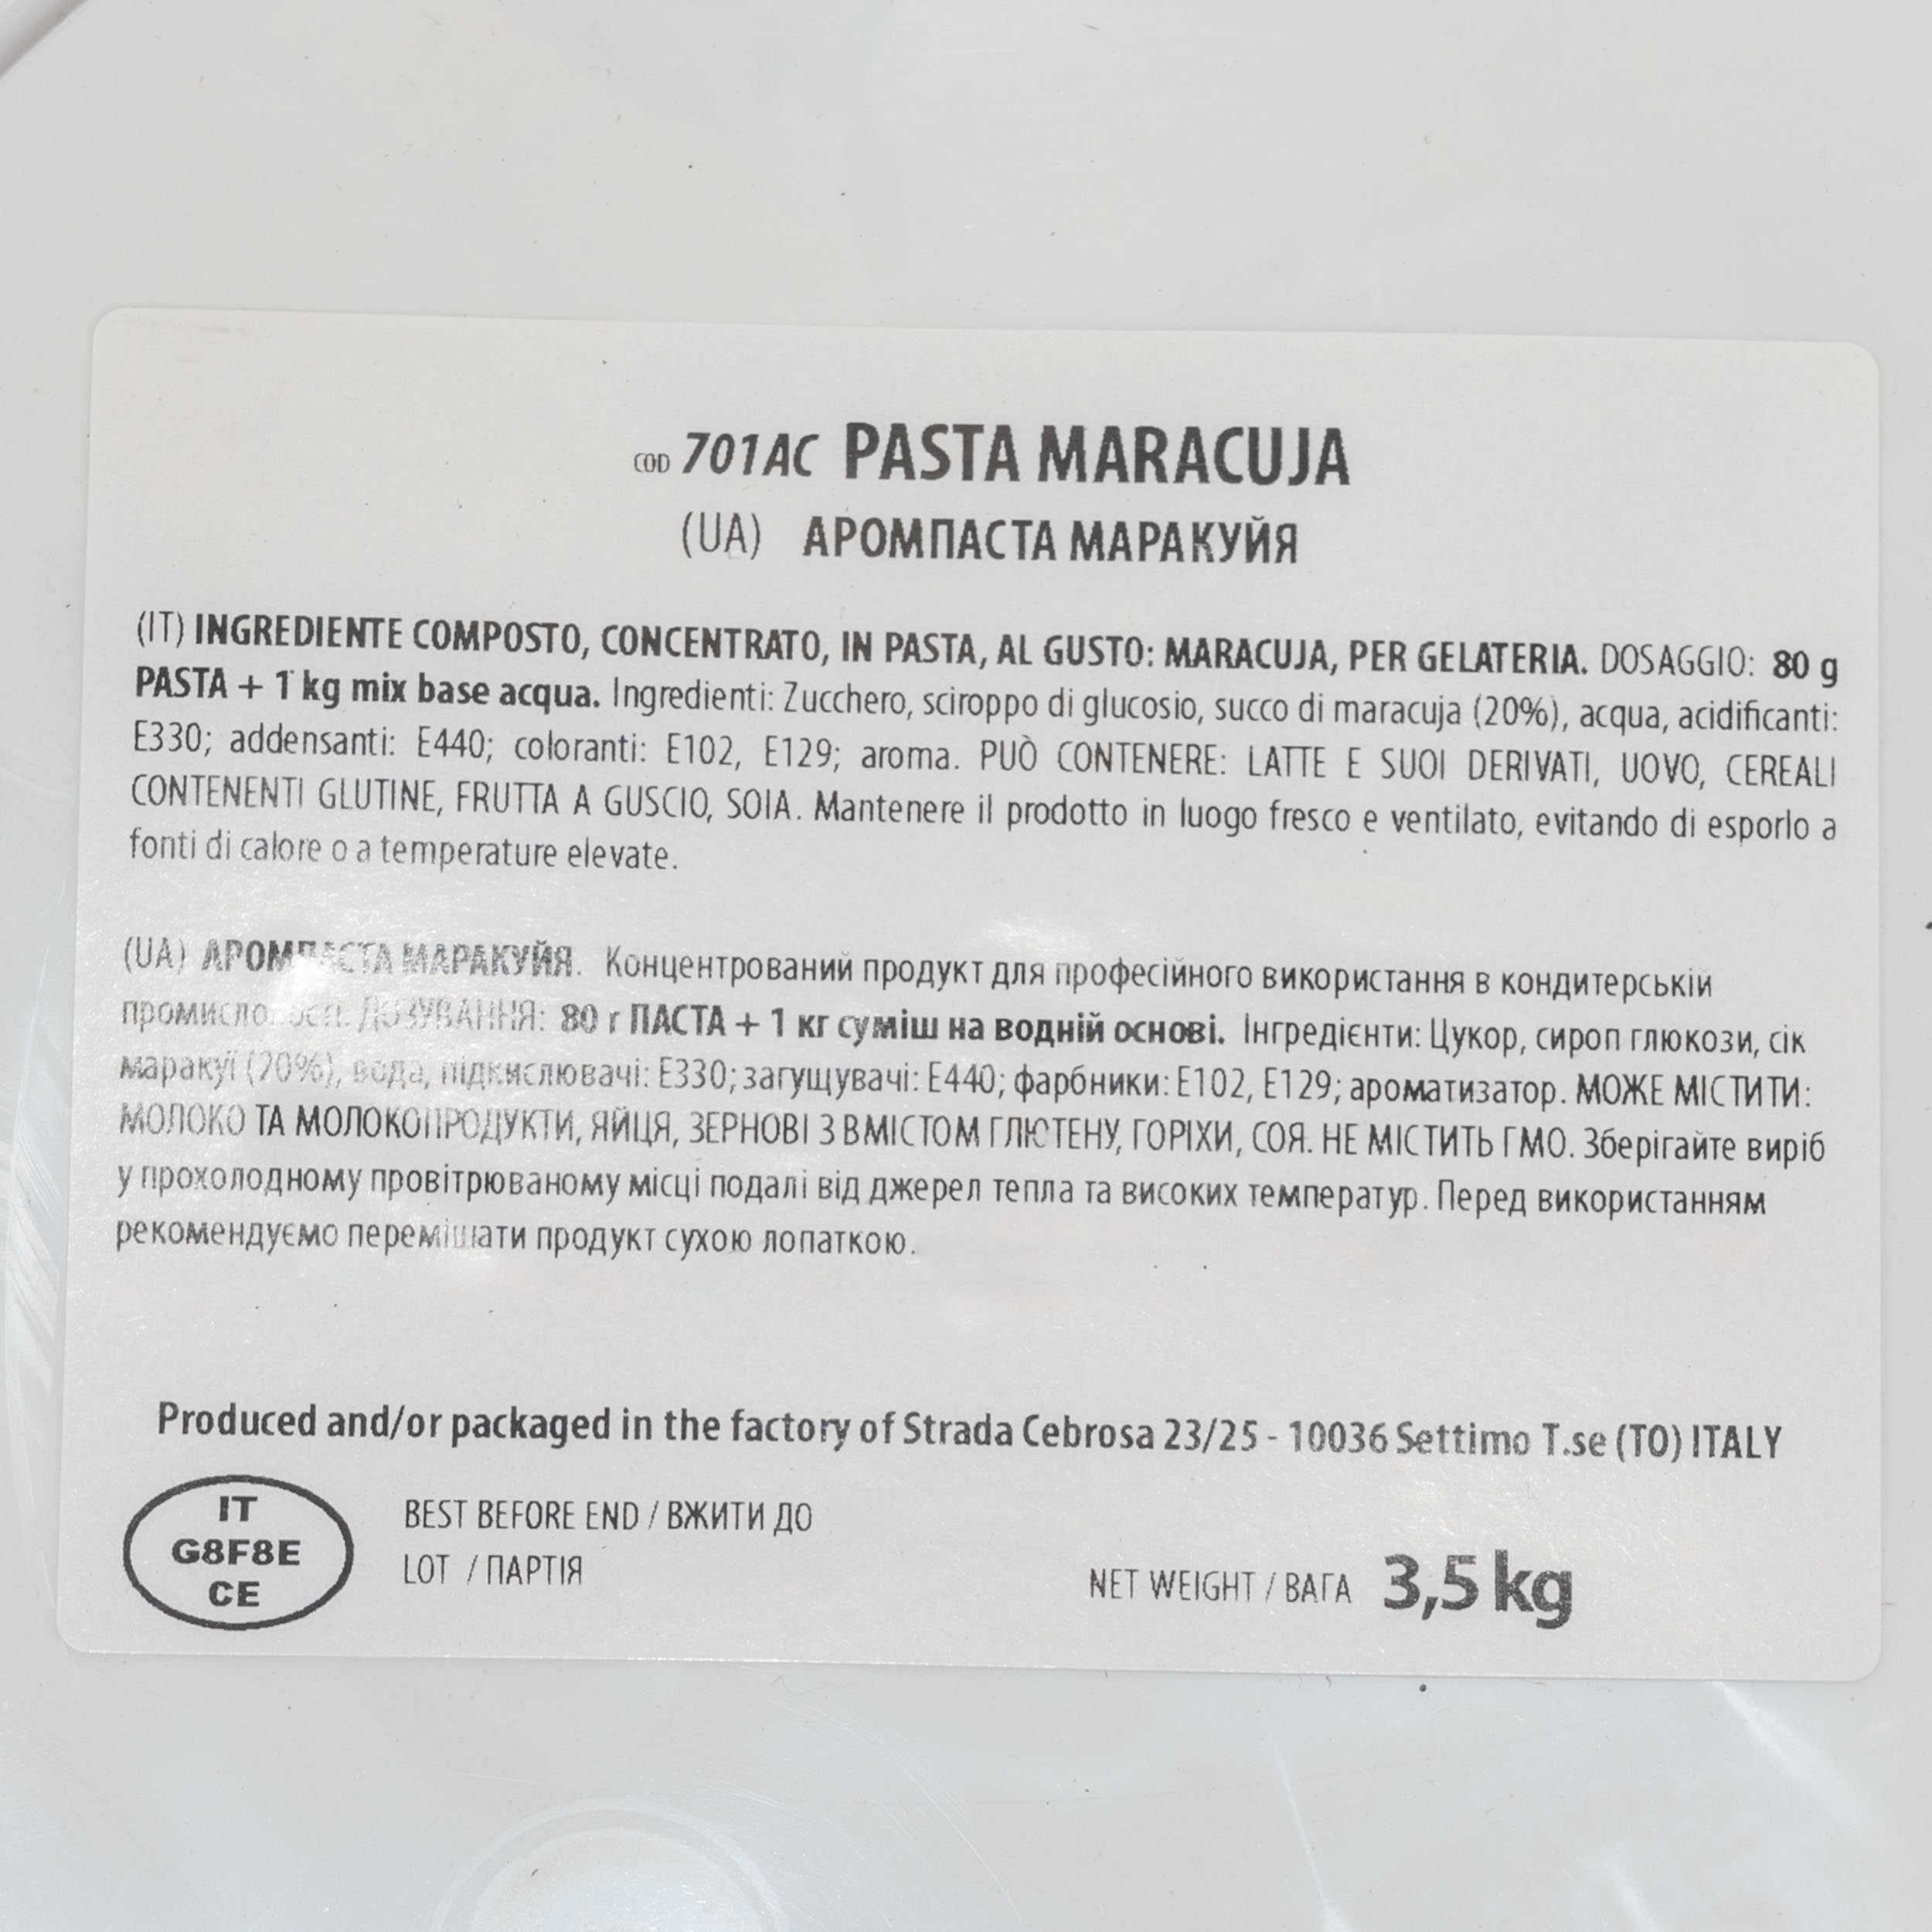 COD 701AC PASTA MARACUJA
(UA) АРОМПАСТА МАРАКУЙЯ
(IT) INGREDIENTE COMPOSTO, CONCENTRATO, IN PASTA, AL GUSTO: MARACUJA, PER GELATERIA. DOSAGGIO: 80 g
PASTA + 1 kg mix base acqua. Ingredienti: Zucchero, sciroppo di glucosio, succo di maracuja (20%), acqua, acidificanti:
E330; addensanti: E440; coloranti: E102, E129; aroma. PUÒ CONTENERE: LATTE E SUOI DERIVATI, UOVO, CEREALI
CONTENENTI GLUTINE, FRUTTA A GUSCIO, SOIA. Mantenere il prodotto in luogo fresco e ventilato, evitando di esporlo a
fonti di calore o a temperature elevate.
(UA) АРОМПАСТА МАРАКУЙЯ. Концентрований продукт для професійного використання в кондитерській
ДОЗУВАННЯ: 80 г ПАСТА + 1 кг суміш на водній основі. Інгредієнти: Цукор, сироп глюкози, сік
маракуї (20%), вода, підкислювачі: E330; загущувачі: E440; фарбники: E102, E129; ароматизатор. МОЖЕ МІСТИТИ:
МОЛОКО ТА МОЛОКОПРОДУКТИ, ЯЙЦЯ, ЗЕРНОВІ З ВМІСТОМ ГЛЮТЕНУ, ГОРІХИ, СОЯ. НЕ МІСТИТЬ ГМО. Зберігайте виріб
у прохолодному провітрюваному місці подалі від джерел тепла та високих температур. Перед використанням
рекомендуємо перемішати продукт сухою лопаткою.
Produced and/or packaged in the factory of Strada Cebrosa 23/25 - 10036 Settimo T.se (TO) ITALY
IT
G8F8E
CE
BEST BEFORE END / ВЖИТИ ДО
LOT / ПАРТІЯ
NET WEIGHT / ВАГА 3,5 kg